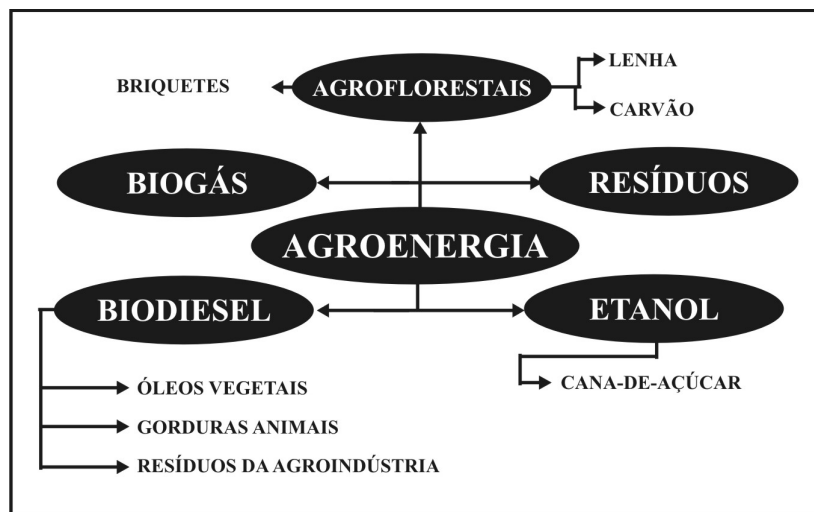 BRIQUETES
AGROFLORESTAIS
LENHA
CARVÃO
BIOGÁS
RESÍDUOS
AGROENERGIA
BIODIESEL
ETANOL
ÓLEOS VEGETAIS
GORDURAS ANIMAIS
RESÍDUOS DA AGROINDÚSTRIA
CANA-DE-AÇÚCAR